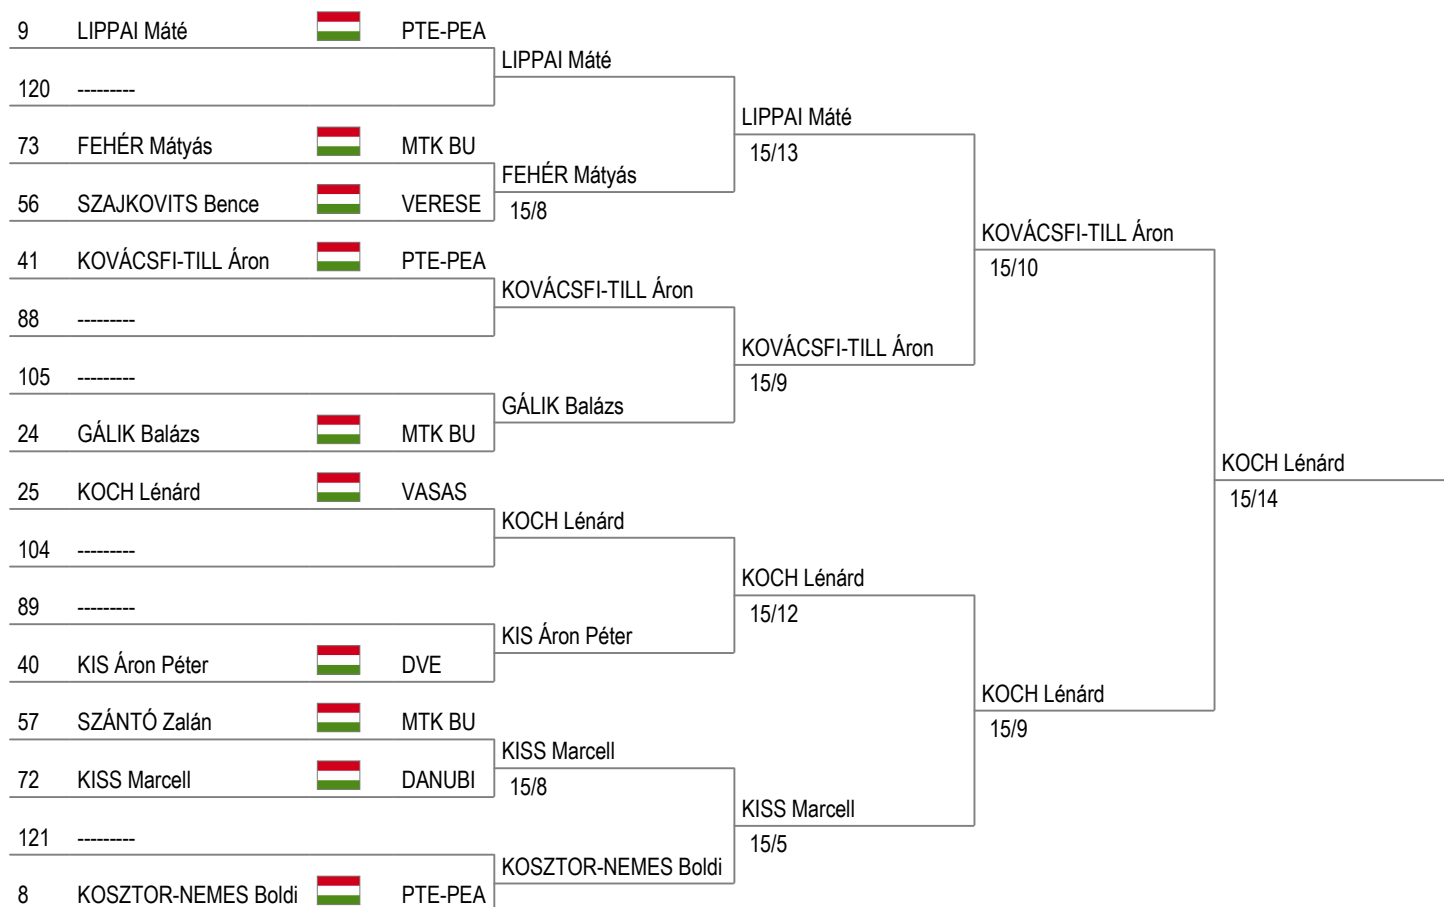 9 LIPPAI Máté PTE-PEA
LIPPAI Máté
120 ---------
LIPPAI Máté
15/13
73 FEHÉR Mátyás MTK BU
FEHÉR Mátyás
15/8
56 SZAJKOVITS Bence VERESE
KOVÁCSFI-TILL Áron
15/10
41 KOVÁCSFI-TILL Áron PTE-PEA
KOVÁCSFI-TILL Áron
88 ---------
KOVÁCSFI-TILL Áron
15/9
105 ---------
GÁLIK Balázs
24 GÁLIK Balázs MTK BU
KOCH Lénárd
15/14
25 KOCH Lénárd VASAS
KOCH Lénárd
104 ---------
KOCH Lénárd
15/12
89 ---------
KIS Áron Péter
40 KIS Áron Péter DVE
KOCH Lénárd
15/9
57 SZÁNTÓ Zalán MTK BU
KISS Marcell
15/8
72 KISS Marcell DANUBI
KISS Marcell
15/5
121 ---------
KOSZTOR-NEMES Boldi
8 KOSZTOR-NEMES Boldi PTE-PEA